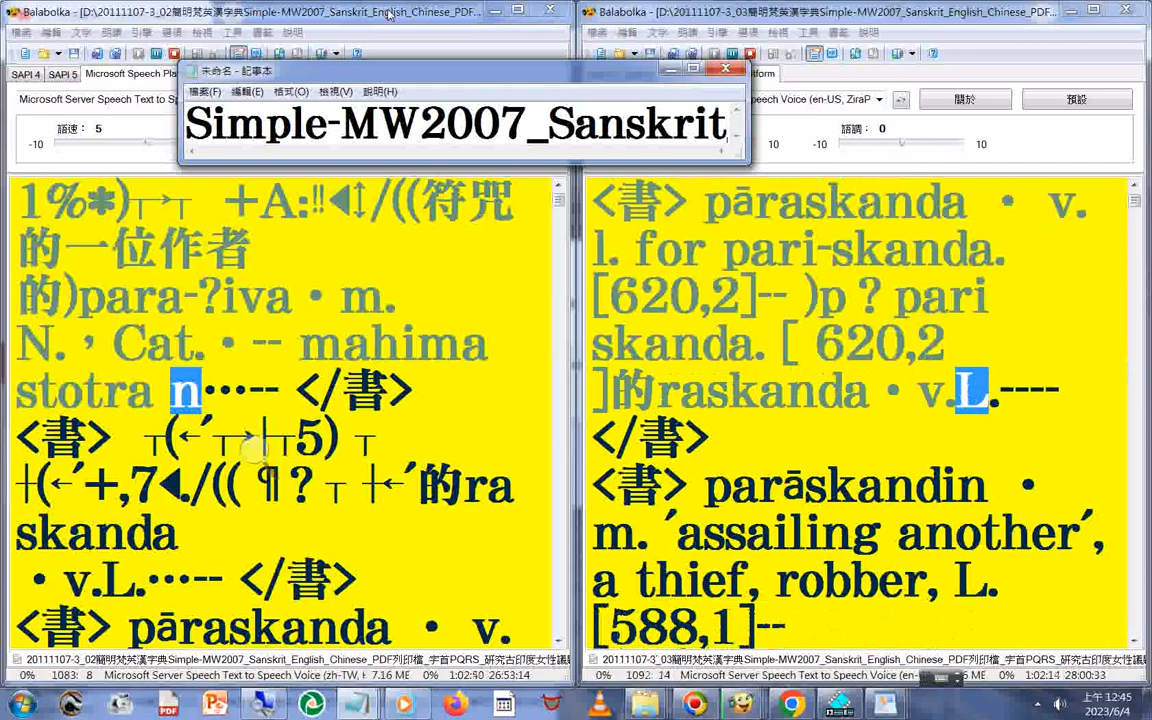 Balabolka - [D:\20111107-3_02簡明梵英漢字典Simple-MW2007_Sanskrit_English_Chinese_PDF...
Balabolka - [D:\20111107-3_03簡明梵英漢字典Simple-MW2007_Sanskrit_English_Chinese_PDF...
SAPI 4 SAPI 5 Microsoft Speech Pla
tform
未命名 - 記事本
檔案(F) 編輯(E) 格式(O) 檢視(V) 說明(H)
Simple-MW2007_Sanskrit
Microsoft Server Speech Text to Sp
eech Voice (en-US, ZiraP
關於
預設
語速： 5
-10
語調： 0
10 -10 10
1%*)┬→┬ +A:‼◀↕/((符咒
的一位作者
的)para-?iva • m.
N.，Cat. • -- mahima
stotra n…-- </書>
<書> ┬(←′┬→├┬5) ┬
┼(←′+,7◀./(( ¶? ┬ ┼←′的ra
skanda
• v.L.…-- </書>
<書> pāraskanda • v.
<書> pāraskanda • v.
l. for pari-skanda.
[620,2]-- )p ? pari
skanda. [ 620,2
]的raskanda • v.L.----
</書>
<書> parāskandin •
m. ′assailing another′,
a thief, robber, L.
[588,1]--
20111107-3_02簡明梵英漢字典Simple-MW2007_Sanskrit_English_Chinese_PDF列印檔_字首PQRS_研究古印度女性議
20111107-3_03簡明梵英漢字典Simple-MW2007_Sanskrit_English_Chinese_PDF列印檔_字首PQRS_研究古印度女性議
0% 1083: 8 Microsoft Server Speech Text to Speech Voice (zh-TW, H 7.16 MB 0% 1:02:40 26:53:14
0% 1092: 14 Microsoft Server Speech Text to Speech Voice 7.16 MB 0% 1:02:14 28:00:33
上午 12:45
2023/6/4